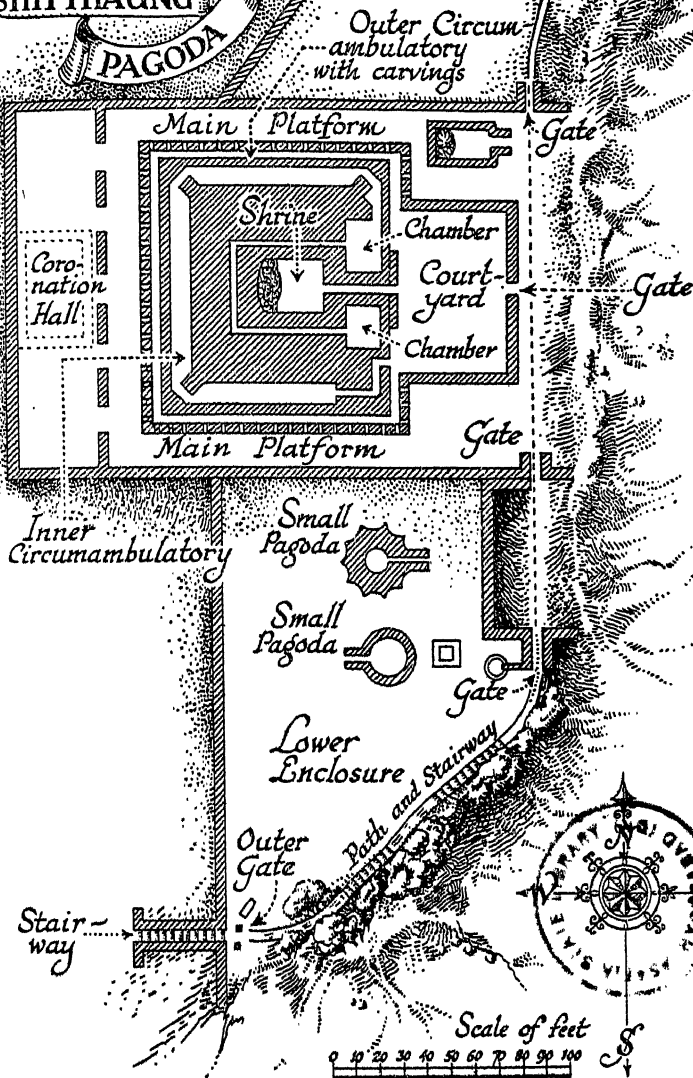 SHITTHAUNG
PAGODA
Outer Circum-
ambulatory
with carvings
Main Platform
Gate
Shrine
Chamber
Coro-
nation
Hall
Court-
yard
Gate
Chamber
Main Platform
Gate
Inner
Circumambulatory
Small
Pagoda
Small
Pagoda
Gate
Lower
Enclosure
Path and Stairway
Outer
Gate
Stair-
way
N
S
Scale of feet
0 10 20 30 40 50 60 70 80 90 100